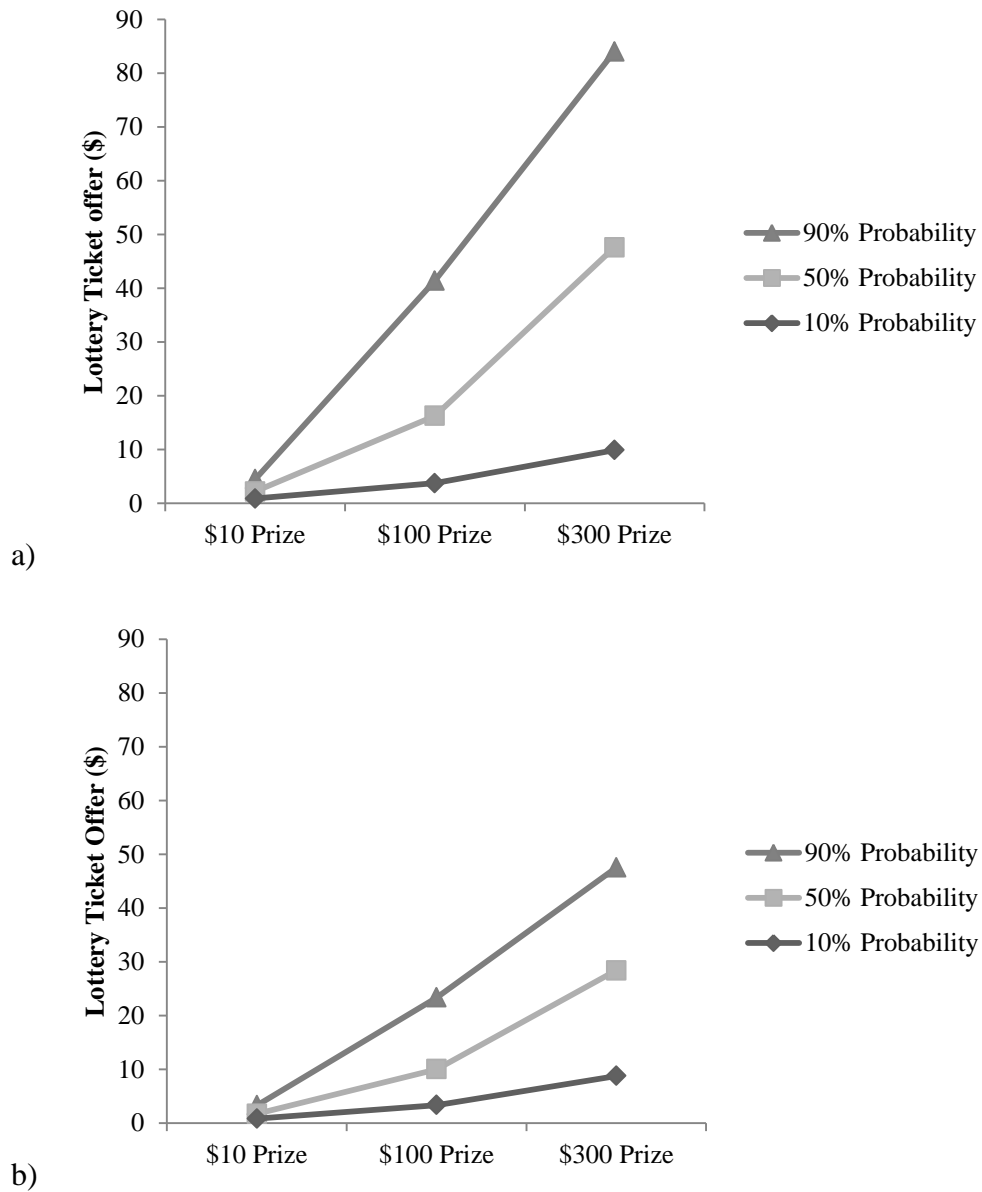 90
80
70
60
50
40
30
20
10
0
Lottery Ticket offer ($)
$10 Prize $100 Prize $300 Prize
90% Probability
50% Probability
10% Probability
a)
90
80
70
60
50
40
30
20
10
0
Lottery Ticket Offer ($)
$10 Prize $100 Prize $300 Prize
90% Probability
50% Probability
10% Probability
b)